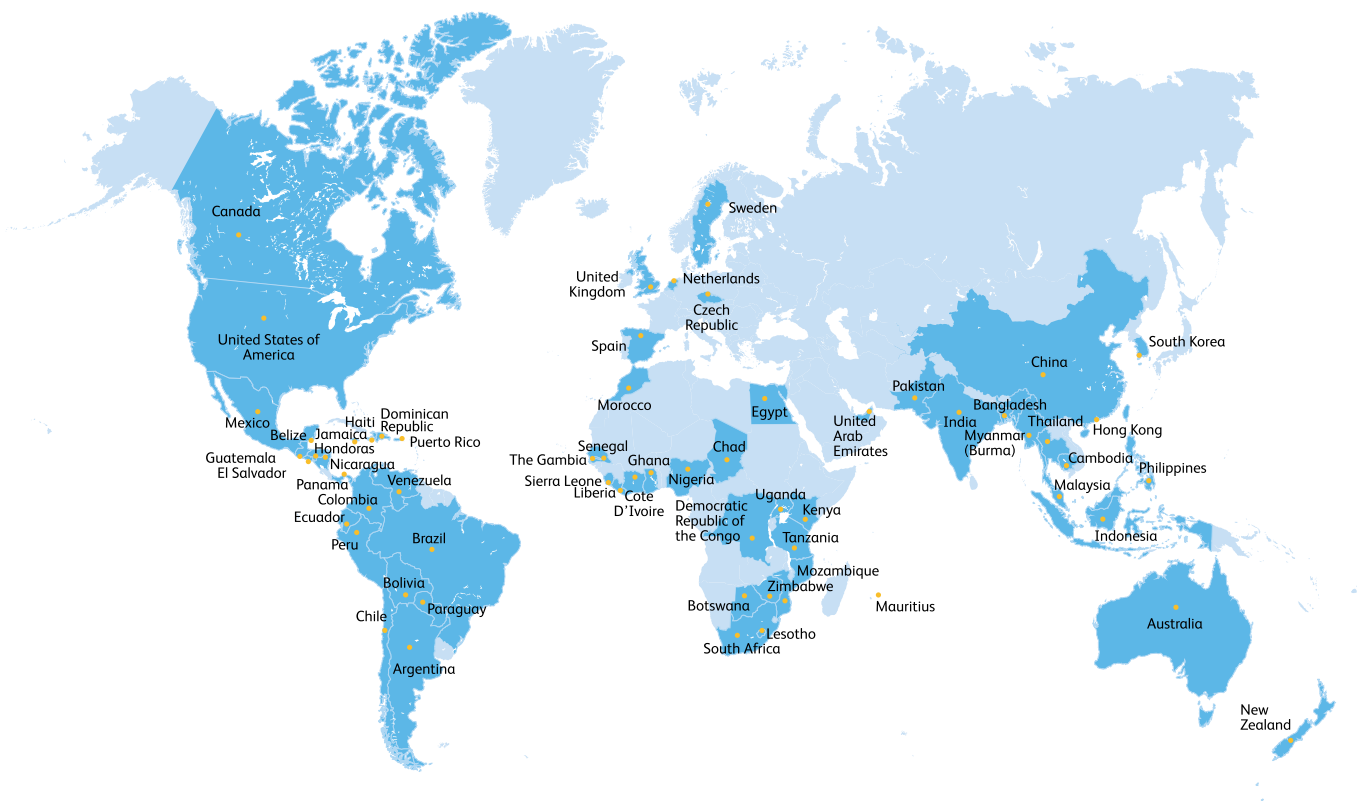 Canada
United States of
America
Mexico
Belize
Guatemala
El Salvador
Haiti
Jamaica
Hondoras
Nicaragua
Dominican
Republic
Puerto Rico
Panama
Colombia
Venezuela
Ecuador
Peru
Brazil
Bolivia
Paraguay
Chile
Argentina
Sweden
United
Kingdom
Netherlands
Czech
Republic
Spain
Morocco
Egypt
Senegal
The Gambia
Sierra Leone
Liberia
Cote
D'Ivoire
Ghana
Nigeria
Chad
Democratic
Republic of
the Congo
Uganda
Kenya
Tanzania
Mozambique
Zimbabwe
Botswana
Lesotho
South Africa
Mauritius
United
Arab
Emirates
Pakistan
India
Bangladesh
Myanmar
(Burma)
China
South Korea
Hong Kong
Thailand
Cambodia
Philippines
Malaysia
Indonesia
Australia
New
Zealand